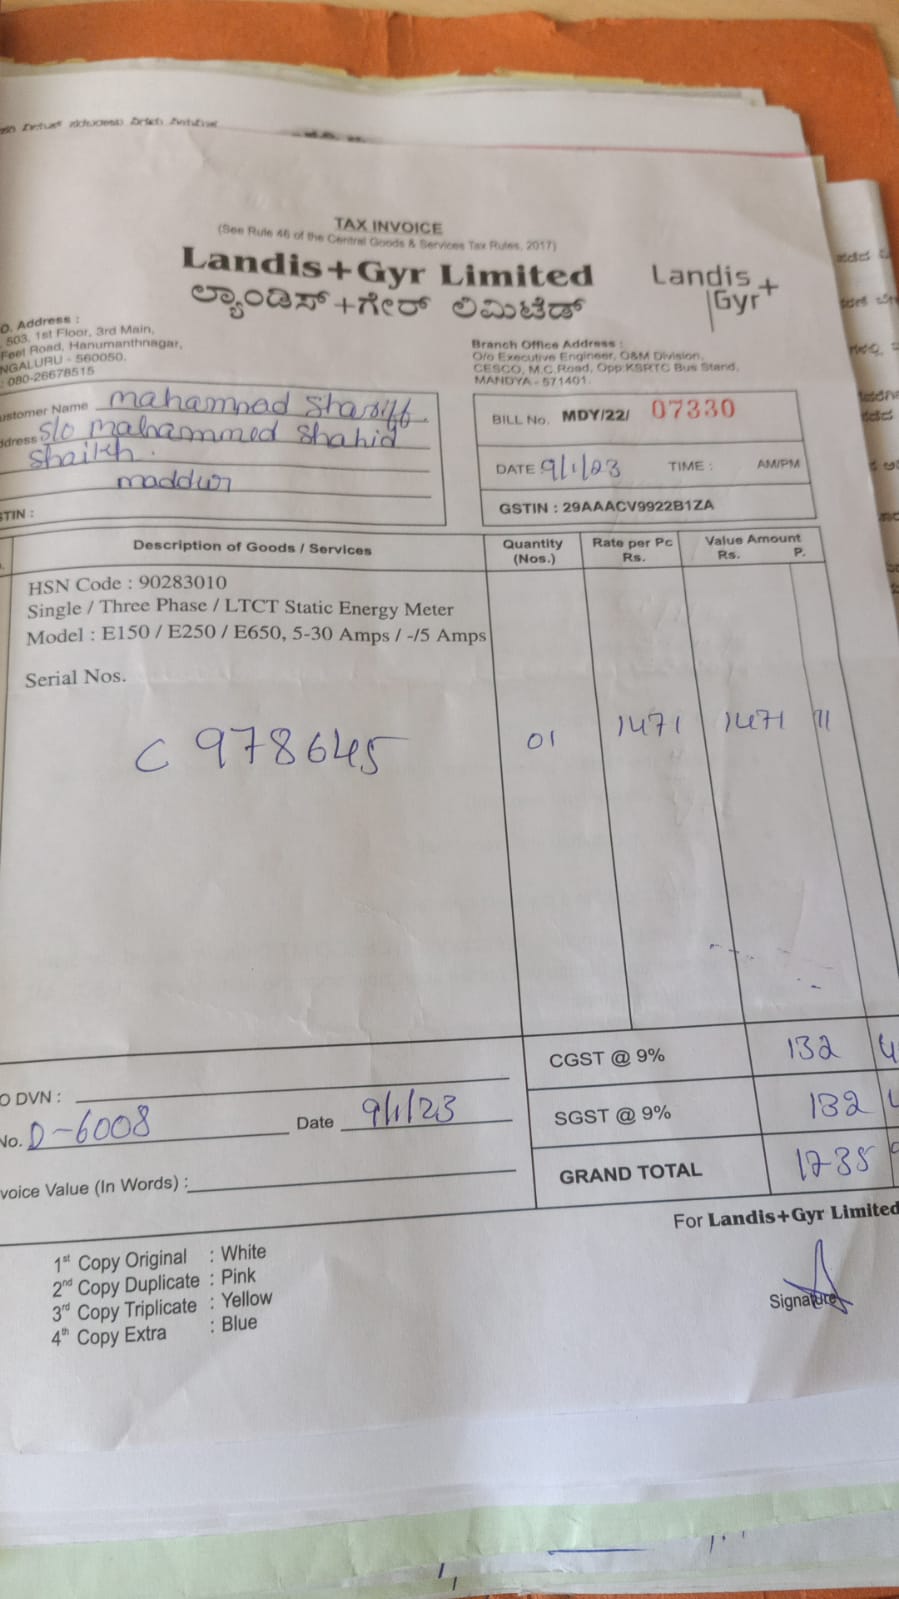 TAX INVOICE
(See Rule 46 of the Central Goods & Services Tax Rules, 2017)
Landis+Gyr Limited
ಲ್ಯಾಂಡಿಸ್+ಗೇರ್ ಲಿಮಿಟೆಡ್
Landis+
Gyr
O. Address :
503, 1st Floor, 3rd Main,
Feet Road, Hanumanthnagar,
NGALURU - 560050.
: 080-26678515
Branch Office Address :
O/o Executive Engineer, O&M Division,
CESCO, M.C.Road, Opp.KSRTC Bus Stand,
MANDYA - 571401.
ustomer Name mahammad Shariff
ddress S/o mahammed Shahid
Shaikh.
maddur
TIN :
BILL No. MDY/22/ 07330
DATE 9/1/23 TIME : AM/PM
GSTIN : 29AAACV9922B1ZA
Description of Goods / Services Quantity (Nos.) Rate per Pc Rs. Value Amount Rs. P.
HSN Code : 90283010
Single / Three Phase / LTCT Static Energy Meter
Model : E150 / E250 / E650, 5-30 Amps / -/5 Amps
Serial Nos.
C 978645 01 1471 1471 11
CGST @ 9% 132
O DVN :
SGST @ 9% 132
No. D-6008 Date 9/1/23
GRAND TOTAL 1735
voice Value (In Words) :
For Landis+Gyr Limited
1st Copy Original : White
2nd Copy Duplicate : Pink
3rd Copy Triplicate : Yellow
4th Copy Extra : Blue
Signature